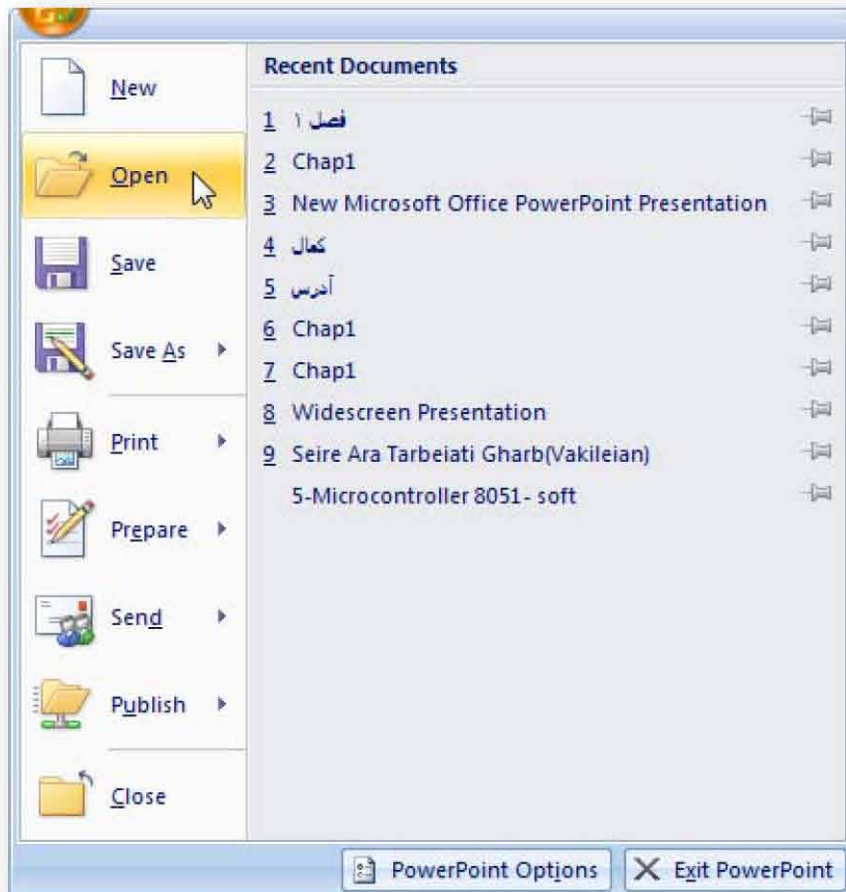 New
Open
Save
Save As
Print
Prepare
Send
Publish
Close
Recent Documents
1 فصل ۱
2 Chap1
3 New Microsoft Office PowerPoint Presentation
4 کمال
5 آدرس
6 Chap1
7 Chap1
8 Widescreen Presentation
9 Seire Ara Tarbeiati Gharb(Vakileian)
5-Microcontroller 8051- soft
PowerPoint Options
Exit PowerPoint